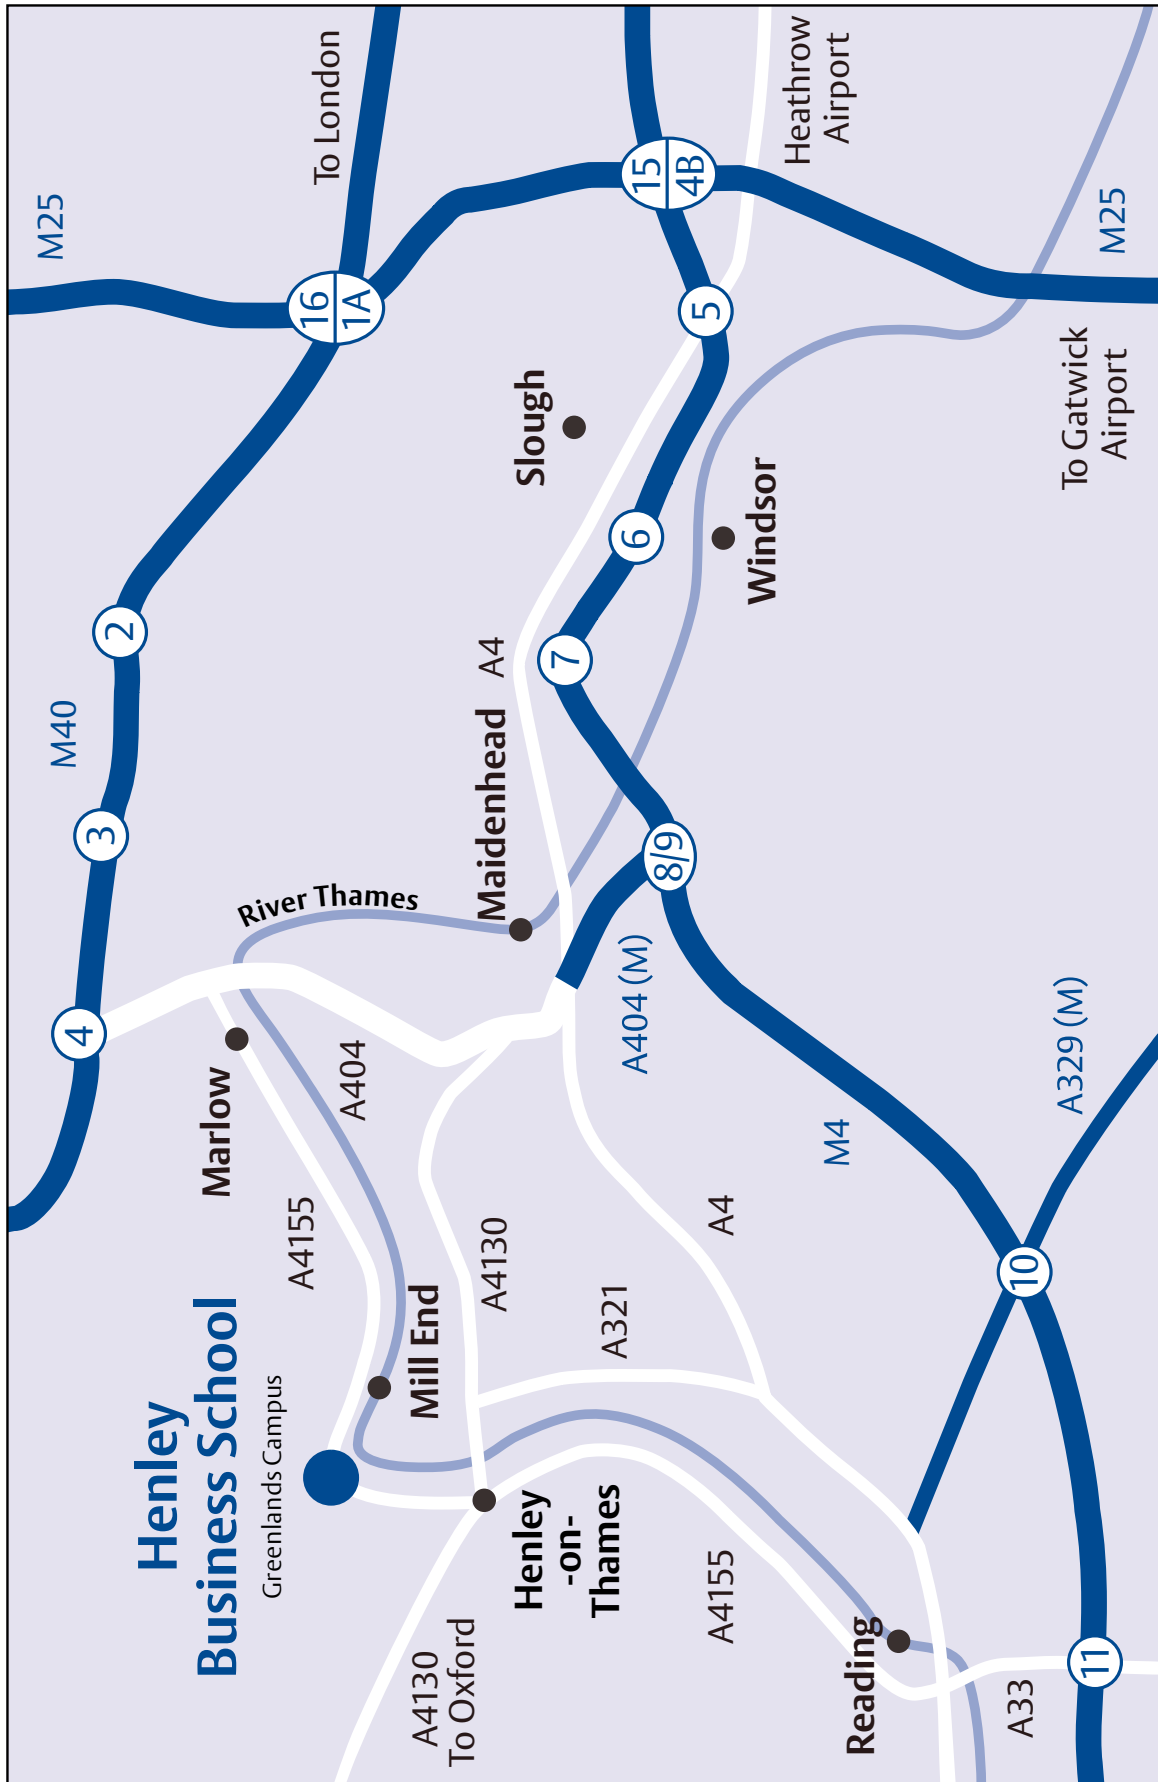 Henley
Business School
Greenlands Campus
M40
M25
To London
4
3
2
16
1A
Marlow
River Thames
A4155
A404
Mill End
Maidenhead
A4
Slough
A4130
To Oxford
Henley
-on-
Thames
A4130
A321
A404 (M)
8/9
7
6
5
15
4B
Windsor
Heathrow
Airport
A4155
A4
M4
Reading
A33
11
10
A329 (M)
To Gatwick
Airport
M25